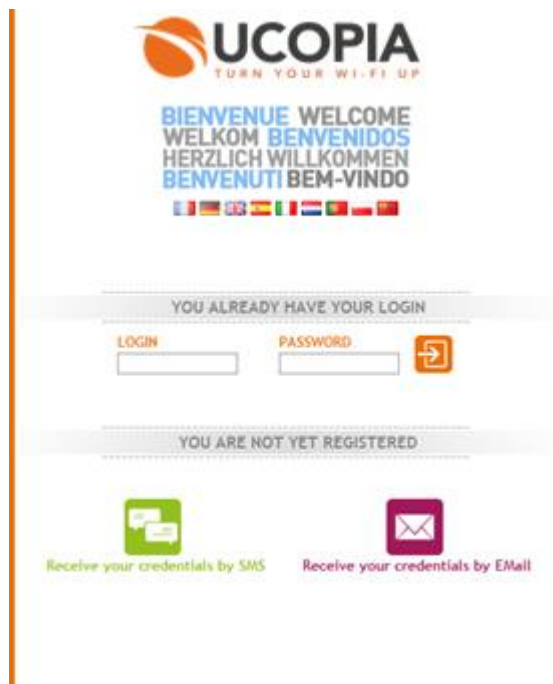 UCOPIA
TURN YOUR WI-FI UP
BIENVENUE WELCOME
WELKOM BENVENIDOS
HERZLICH WILLKOMMEN
BENVENUTI BEM-VINDO
YOU ALREADY HAVE YOUR LOGIN
LOGIN PASSWORD
YOU ARE NOT YET REGISTERED
Receive your credentials by SMS Receive your credentials by EMail